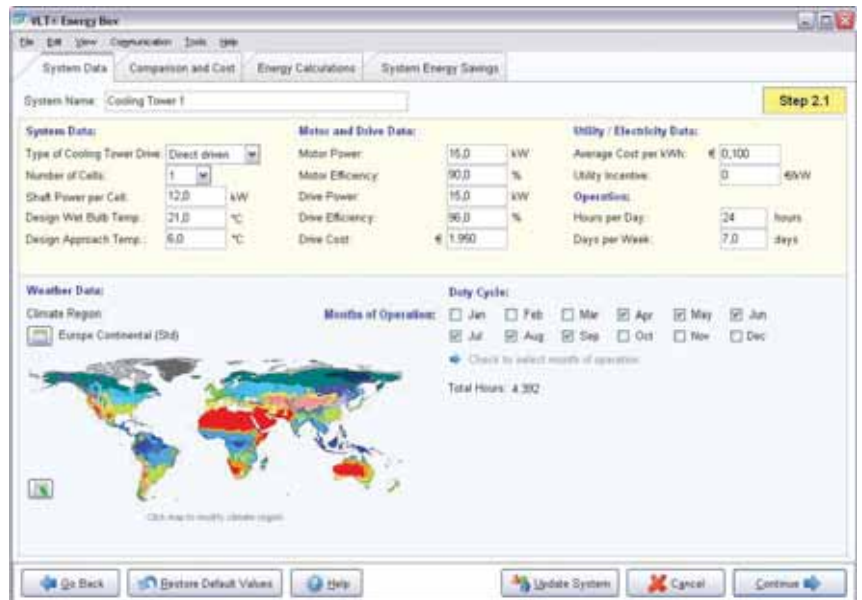 VLT® Energy Box
File Edit View Communication Tools Help
System Data Comparison and Cost Energy Calculations System Energy Savings
System Name: Cooling Tower 1 Step 2.1
System Data: Motor and Drive Data: Utility / Electricity Data:
Type of Cooling Tower Drive: Direct driven Motor Power: 15,0 kW Average Cost per kWh: € 0,100
Number of Cells: 1 Motor Efficiency: 90,0 % Utility Incentive: 0 €/kW
Shaft Power per Cell: 12,0 kW Drive Power: 15,0 kW Operation:
Design Wet Bulb Temp.: 21,0 °C Drive Efficiency: 96,0 % Hours per Day: 24 hours
Design Approach Temp.: 6,0 °C Drive Cost: € 1.950 Days per Week: 7,0 days
Weather Data: Duty Cycle:
Climate Region Months of Operation: Jan Feb Mar Apr May Jun
Europe Continental (Std) Jul Aug Sep Oct Nov Dec
Check to select month of operation
Total Hours: 4.392
Click map to modify climate region
Go Back Restore Default Values Help Update System Cancel Continue